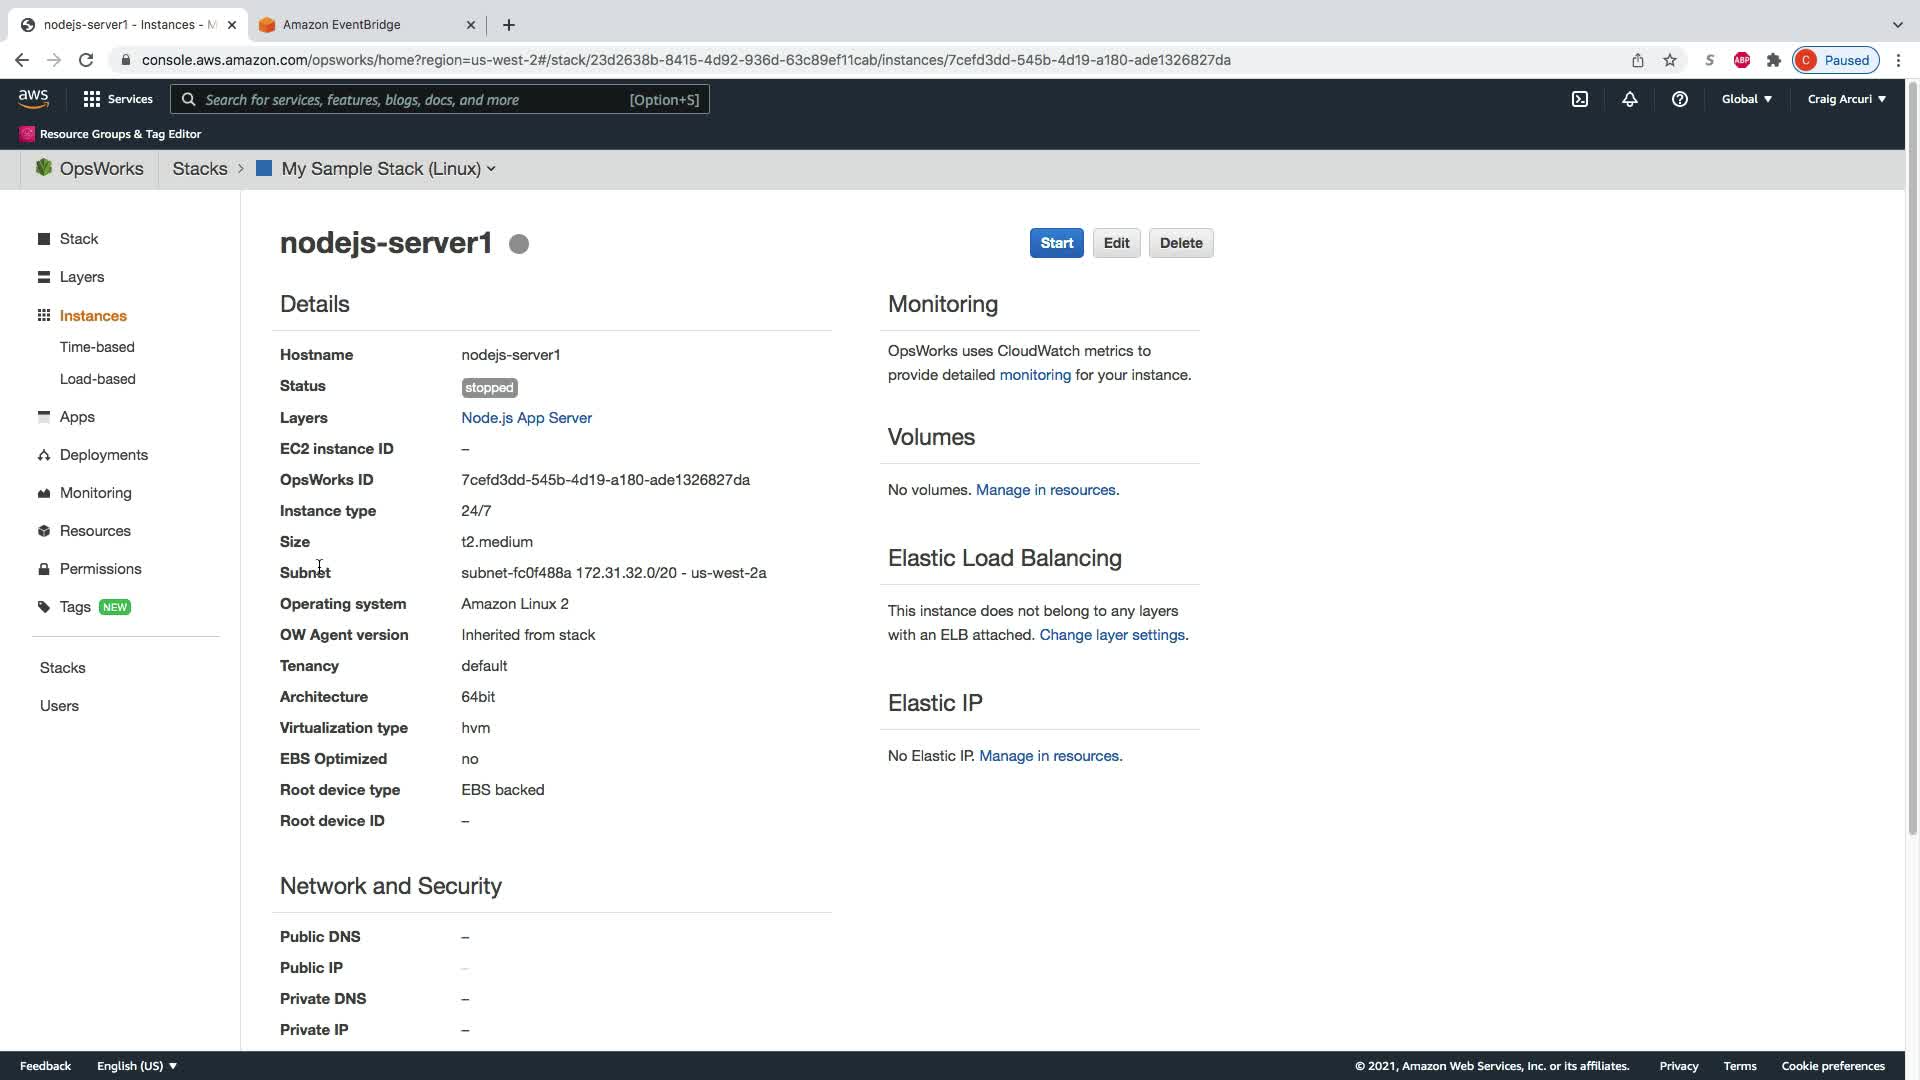 nodejs-server1 - Instances - M
Amazon EventBridge
console.aws.amazon.com/opsworks/home?region=us-west-2#/stack/23d2638b-8415-4d92-936d-63c89ef11cab/instances/7cefd3dd-545b-4d19-a180-ade1326827da
S
ABP
C Paused
aws
Services
Search for services, features, blogs, docs, and more [Option+S]
Global
Craig Arcuri
Resource Groups & Tag Editor
OpsWorks
Stacks > My Sample Stack (Linux)
Stack
Layers
Instances
Time-based
Load-based
Apps
Deployments
Monitoring
Resources
Permissions
Tags NEW
Stacks
Users
nodejs-server1
Start
Edit
Delete
Details
Hostname nodejs-server1
Status stopped
Layers Node.js App Server
EC2 instance ID –
OpsWorks ID 7cefd3dd-545b-4d19-a180-ade1326827da
Instance type 24/7
Size t2.medium
Subnet subnet-fc0f488a 172.31.32.0/20 - us-west-2a
Operating system Amazon Linux 2
OW Agent version Inherited from stack
Tenancy default
Architecture 64bit
Virtualization type hvm
EBS Optimized no
Root device type EBS backed
Root device ID –
Network and Security
Public DNS –
Public IP –
Private DNS –
Private IP –
Monitoring
OpsWorks uses CloudWatch metrics to
provide detailed monitoring for your instance.
Volumes
No volumes. Manage in resources.
Elastic Load Balancing
This instance does not belong to any layers
with an ELB attached. Change layer settings.
Elastic IP
No Elastic IP. Manage in resources.
Feedback
English (US)
© 2021, Amazon Web Services, Inc. or its affiliates.
Privacy
Terms
Cookie preferences